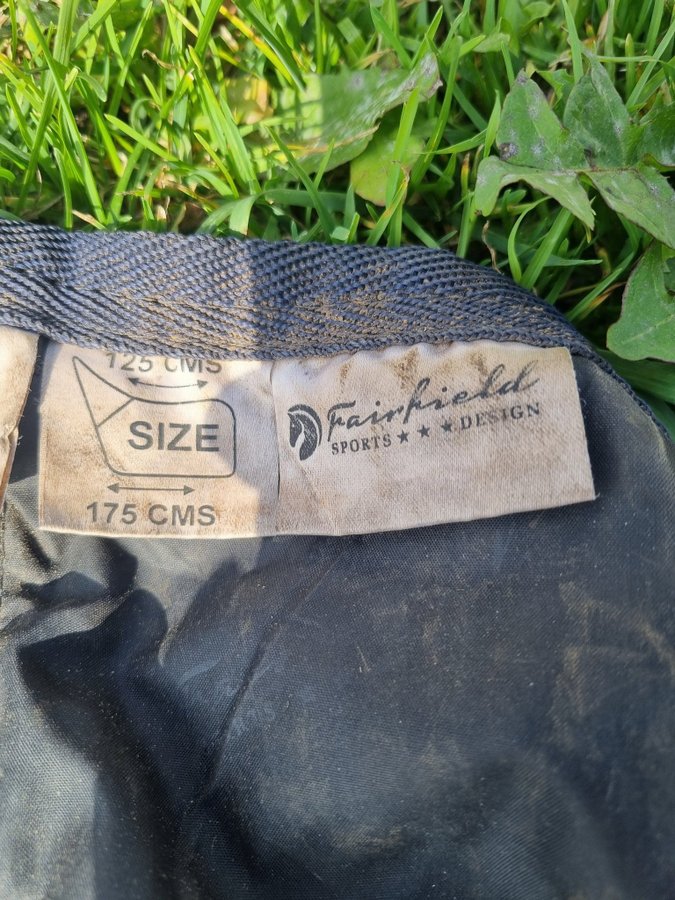 125 CMS
SIZE
175 CMS
Fairfield
SPORTS ★ ★ ★ DESIGN